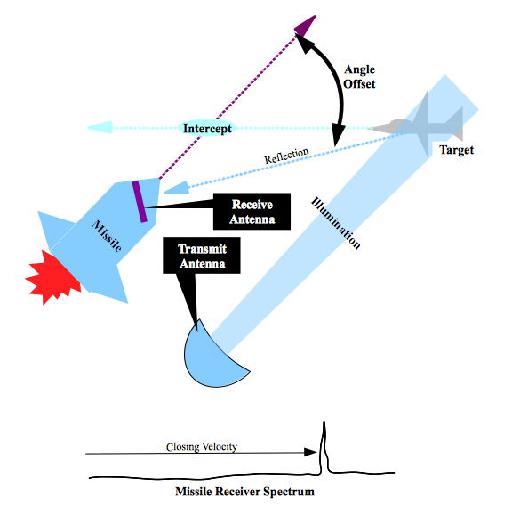 Angle
Offset
Intercept
Reflection
Target
Receive
Antenna
Missile
Illumination
Transmit
Antenna
Closing Velocity
Missile Receiver Spectrum